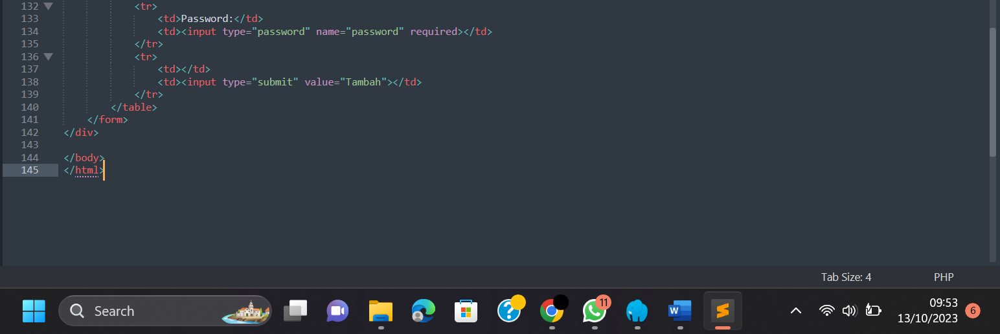 132 <tr>
133 <td>Password:</td>
134 <td><input type="password" name="password" required></td>
135 </tr>
136 <tr>
137 <td></td>
138 <td><input type="submit" value="Tambah"></td>
139 </tr>
140 </table>
141 </form>
142 </div>
143
144 </body>
145 </html>
Tab Size: 4 PHP
Search 11 W 09:53
13/10/2023 6